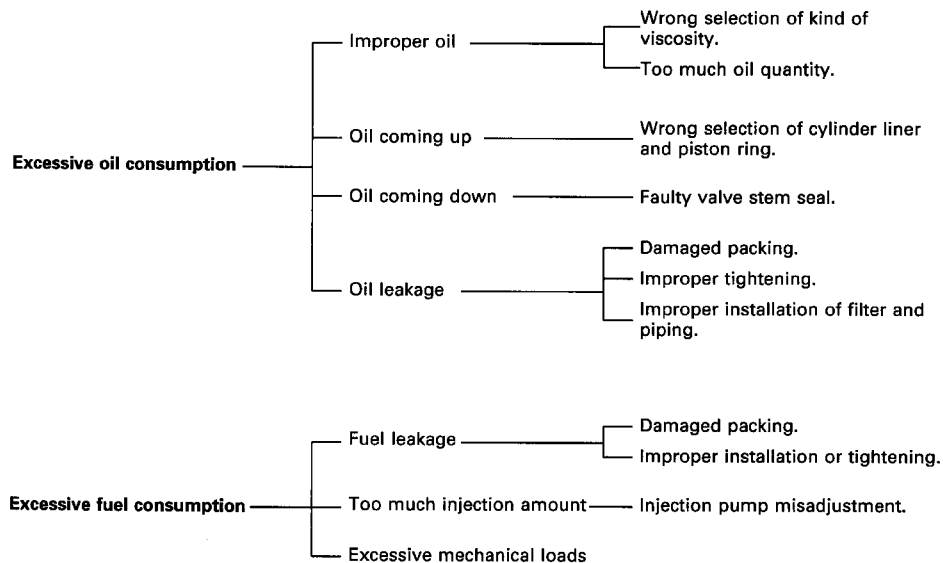 Excessive oil consumption
Improper oil
Wrong selection of kind of
viscosity.
Too much oil quantity.
Oil coming up
Wrong selection of cylinder liner
and piston ring.
Oil coming down
Faulty valve stem seal.
Oil leakage
Damaged packing.
Improper tightening.
Improper installation of filter and
piping.
Excessive fuel consumption
Fuel leakage
Damaged packing.
Improper installation or tightening.
Too much injection amount
Injection pump misadjustment.
Excessive mechanical loads